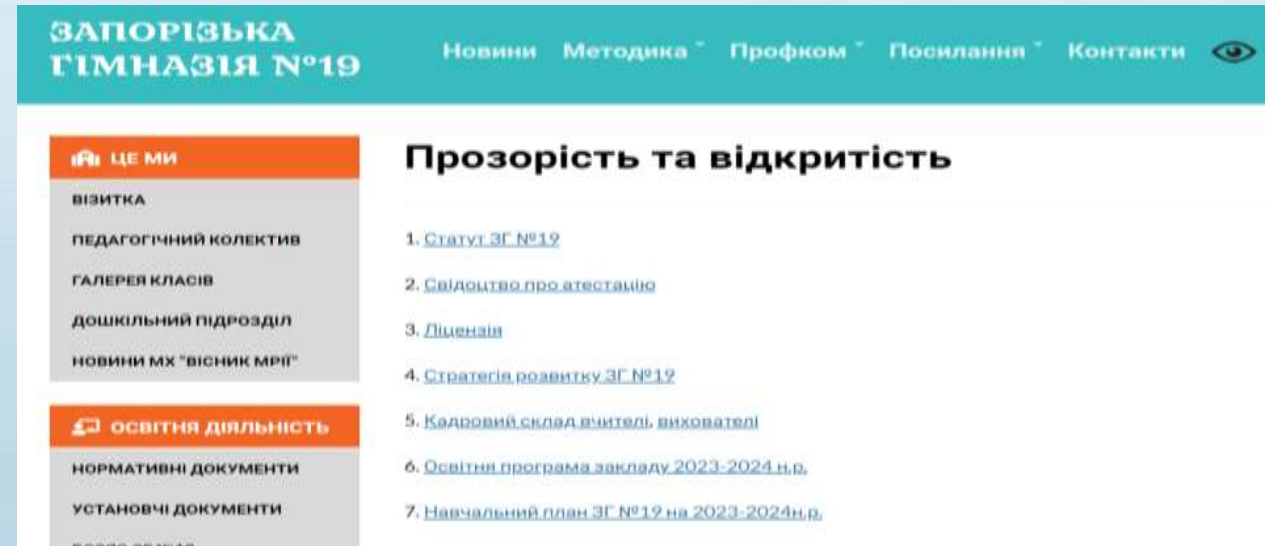 ЗАПОРІЗЬКА
ГІМНАЗІЯ №19
Новини Методика Профком Посилання Контакти
ЦЕ МИ
ВІЗИТКА
ПЕДАГОГІЧНИЙ КОЛЕКТИВ
ГАЛЕРЕЯ КЛАСІВ
ДОШКІЛЬНИЙ ПІДРОЗДІЛ
НОВИНИ МХ "ВІСНИК МРІЇ"
ОСВІТНЯ ДІЯЛЬНІСТЬ
НОРМАТИВНІ ДОКУМЕНТИ
УСТАНОВЧІ ДОКУМЕНТИ
Прозорість та відкритість
1. Статут ЗГ №19
2. Свідоцтво про атестацію
3. Ліцензія
4. Стратегія розвитку ЗГ №19
5. Кадровий склад вчителі, вихователі
6. Освітня програма закладу 2023-2024 н.р.
7. Навчальний план ЗГ №19 на 2023-2024н.р.